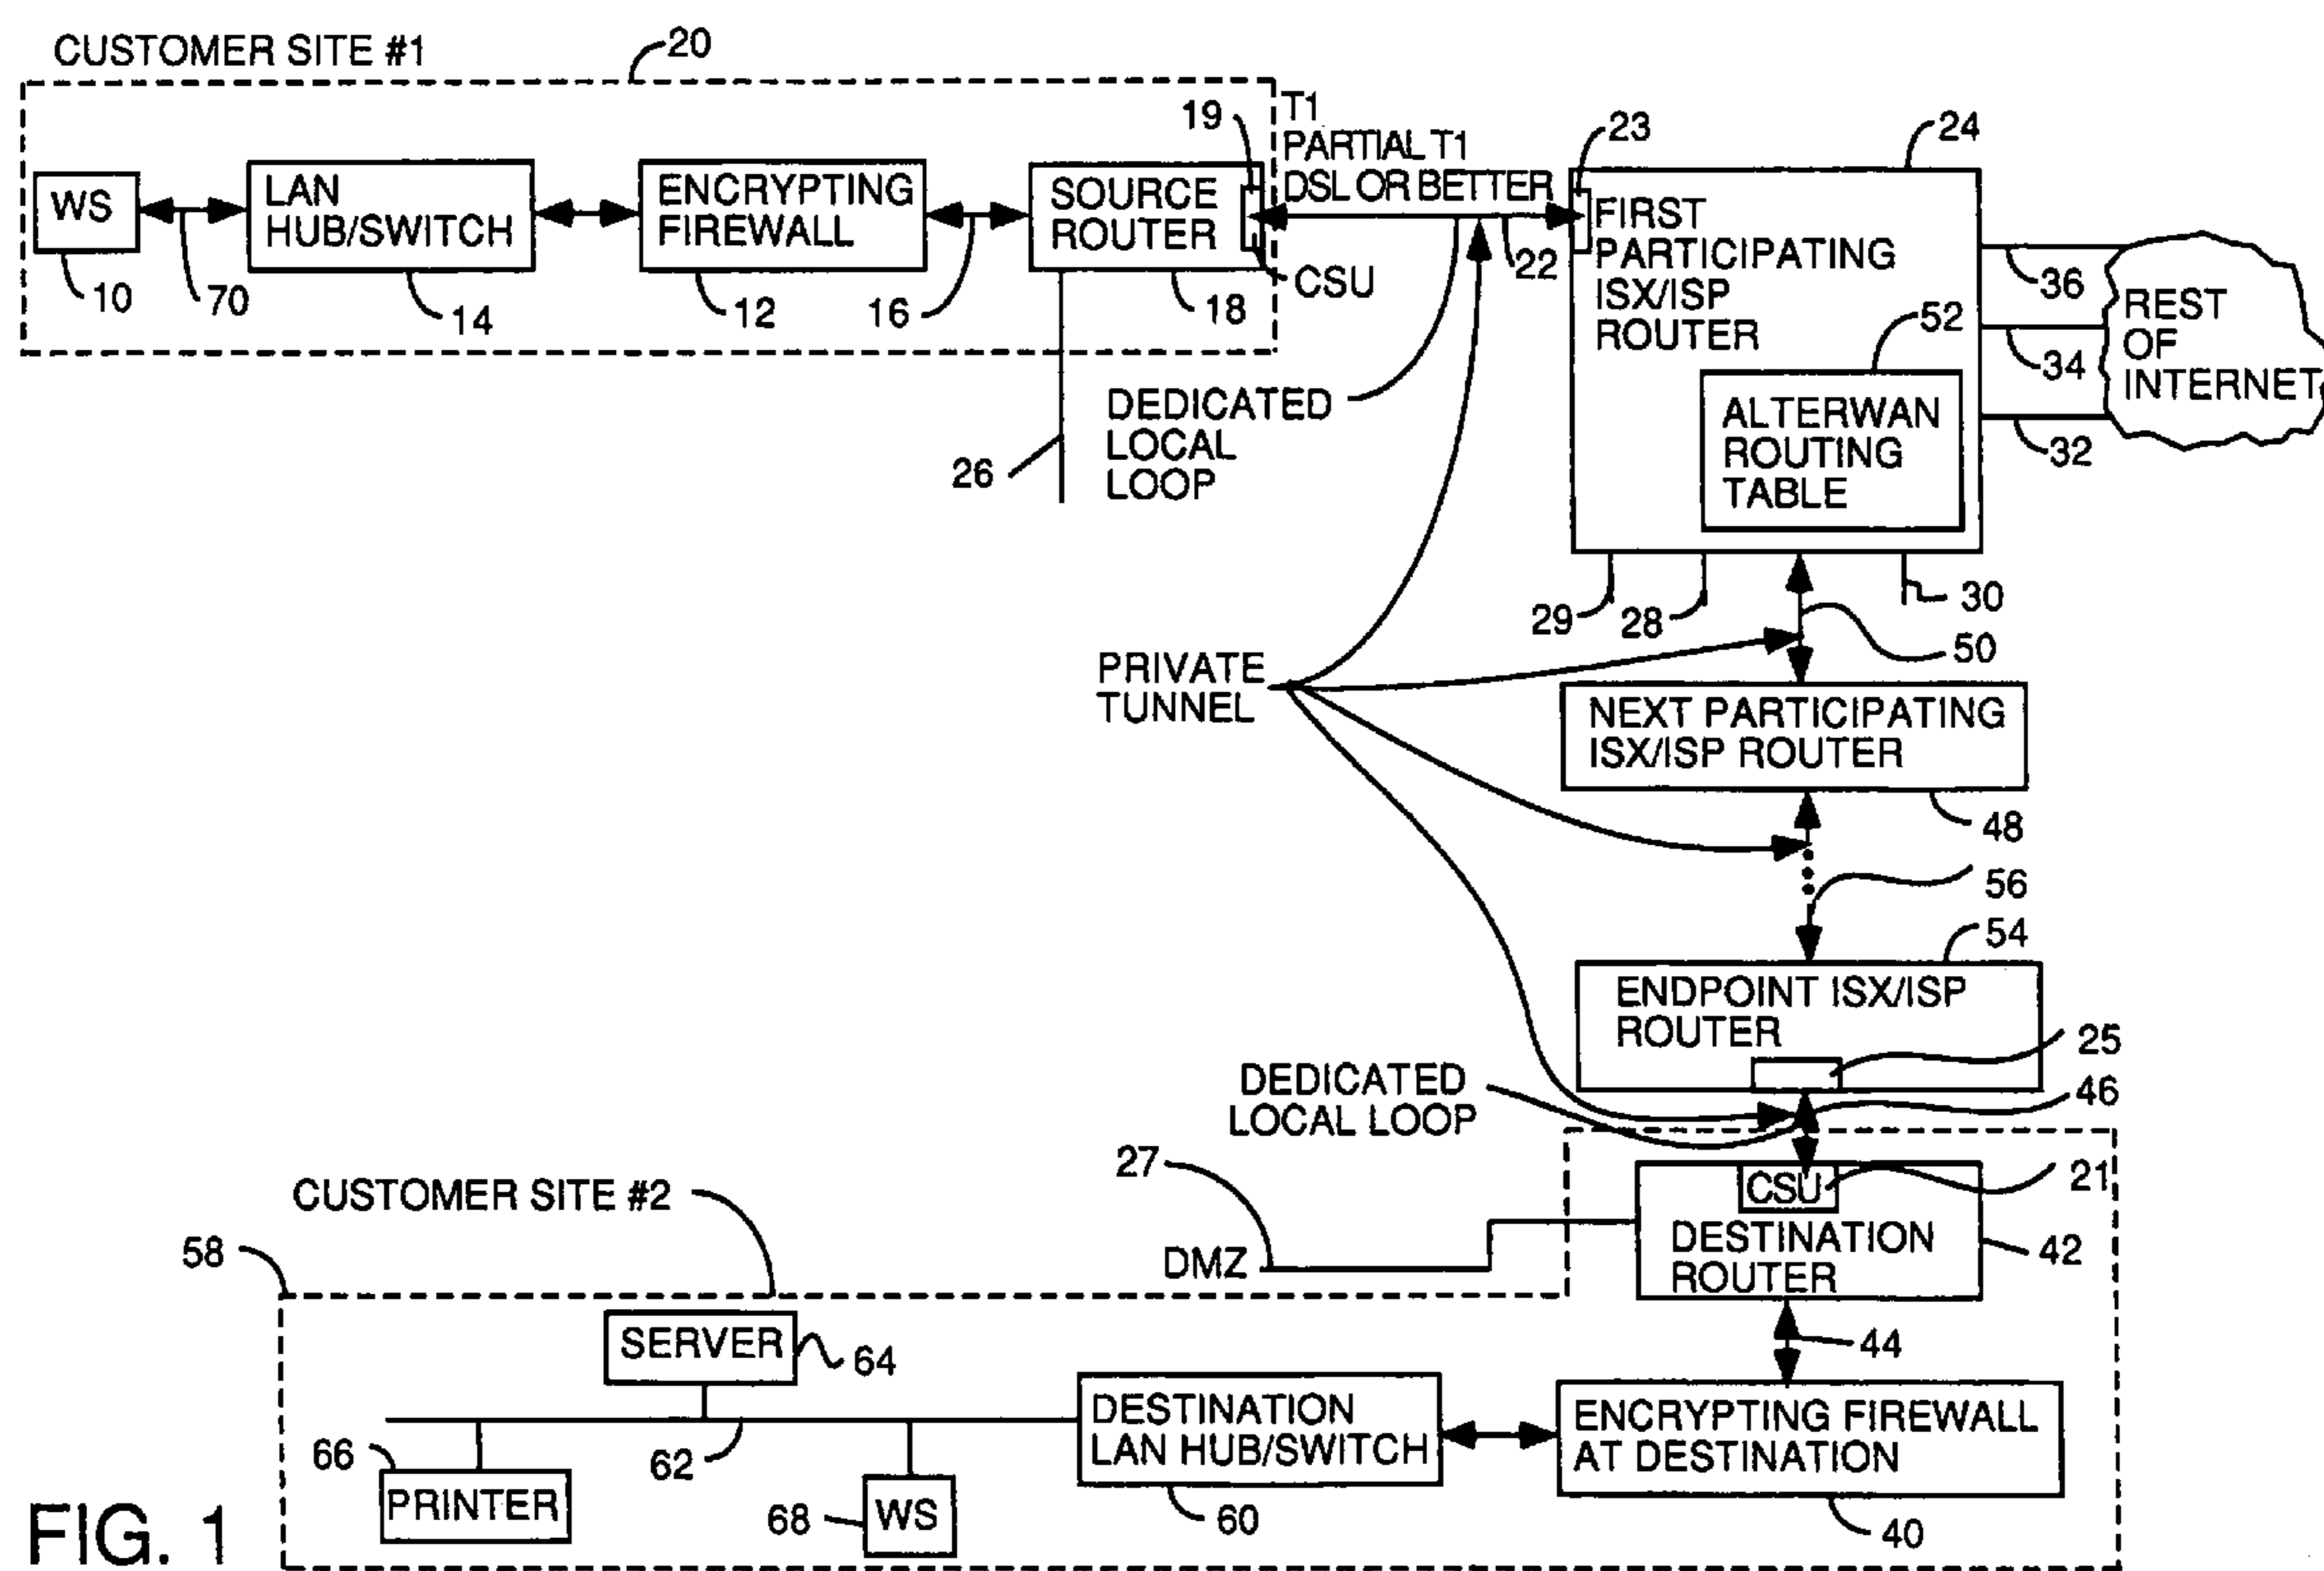 CUSTOMER SITE #1
20
19
T1
PARTIAL T1
DSL OR BETTER
23
24
WS
LAN
HUB/SWITCH
ENCRYPTING
FIREWALL
SOURCE
ROUTER
CSU
22
10
70
14
12
16
18
FIRST
PARTICIPATING
ISX/ISP
ROUTER
52
ALTERWAN
ROUTING
TABLE
36
34
32
REST
OF
INTERNET
26
DEDICATED
LOCAL
LOOP
29
28
30
50
PRIVATE
TUNNEL
NEXT PARTICIPATING
ISX/ISP ROUTER
48
56
54
ENDPOINT ISX/ISP
ROUTER
25
46
DEDICATED
LOCAL LOOP
27
DMZ
CSU
21
DESTINATION
ROUTER
42
CUSTOMER SITE #2
58
44
SERVER
64
DESTINATION
LAN HUB/SWITCH
60
ENCRYPTING FIREWALL
AT DESTINATION
40
66
PRINTER
62
68
WS
FIG. 1